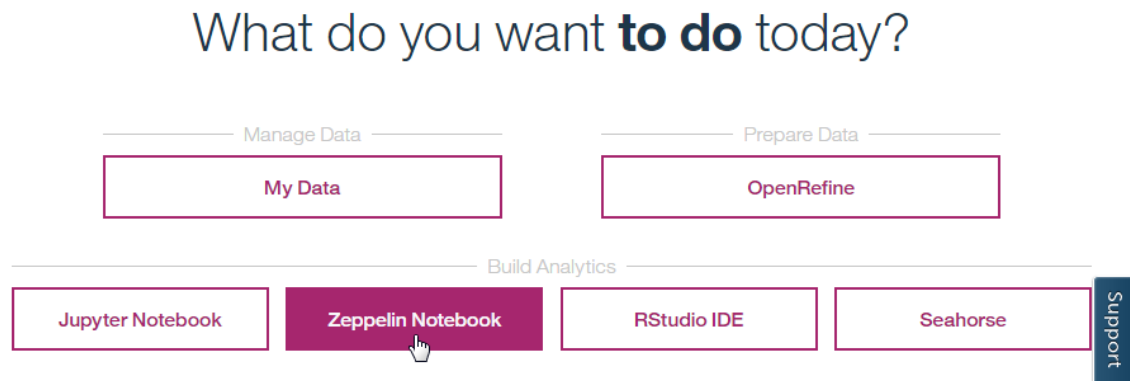 What do you want to do today?
Manage Data
Prepare Data
My Data
OpenRefine
Build Analytics
Jupyter Notebook
Zeppelin Notebook
RStudio IDE
Seahorse
Support